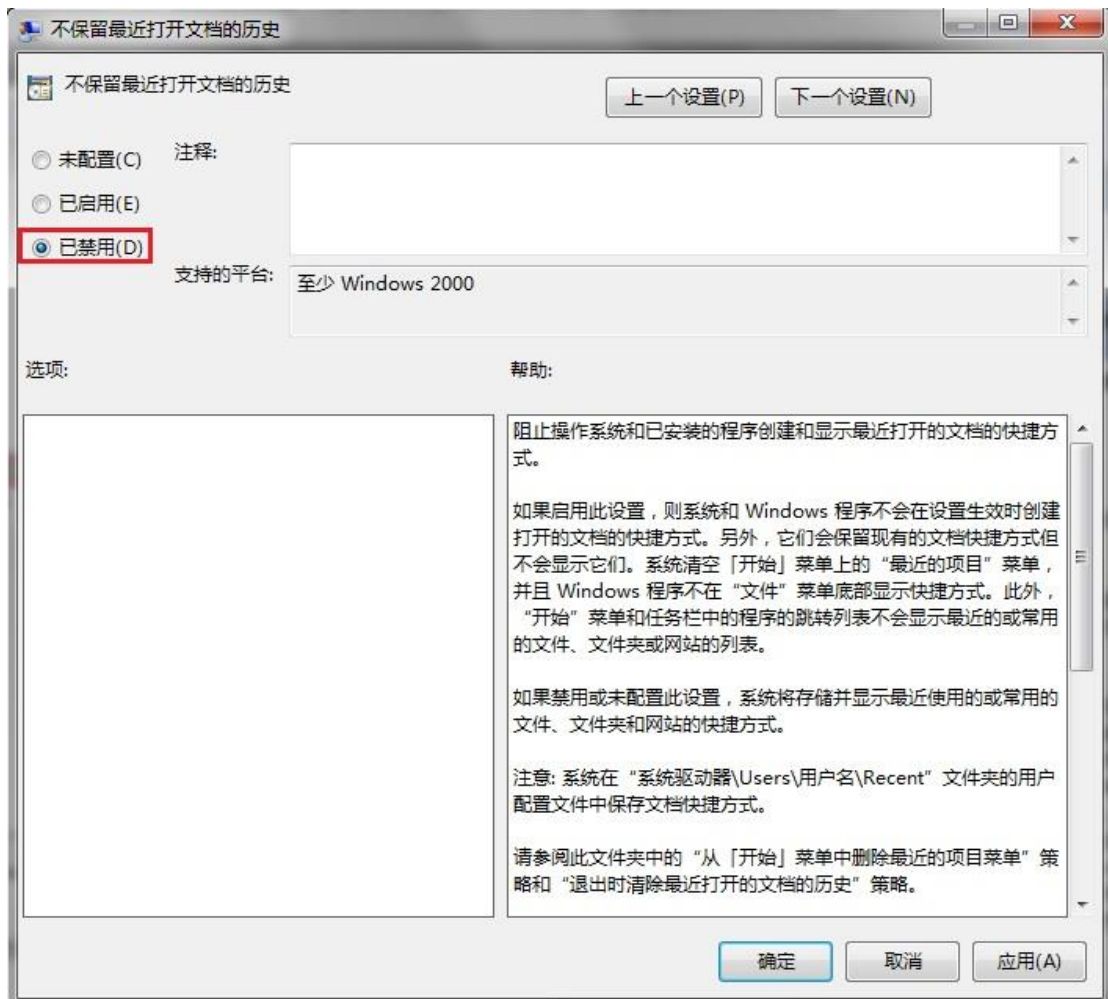 不保留最近打开文档的历史
不保留最近打开文档的历史
上一个设置(P)
下一个设置(N)
未配置(C)
注释:
已启用(E)
已禁用(D)
支持的平台:
至少 Windows 2000
选项:
帮助:
阻止操作系统和已安装的程序创建和显示最近打开的文档的快捷方
式。
如果启用此设置，则系统和 Windows 程序不会在设置生效时创建
打开的文档的快捷方式。另外，它们会保留现有的文档快捷方式但
不会显示它们。系统清空「开始」菜单上的“最近的项目”菜单，
并且 Windows 程序不在“文件”菜单底部显示快捷方式。此外，
“开始”菜单和任务栏中的程序的跳转列表不会显示最近的或常用
的文件、文件夹或网站的列表。
如果禁用或未配置此设置，系统将存储并显示最近使用的或常用的
文件、文件夹和网站的快捷方式。
注意: 系统在“系统驱动器\Users\用户名\Recent”文件夹的用户
配置文件中保存文档快捷方式。
请参阅此文件夹中的“从「开始」菜单中删除最近的项目菜单”策
略和“退出时清除最近打开的文档的历史”策略。
确定
取消
应用(A)